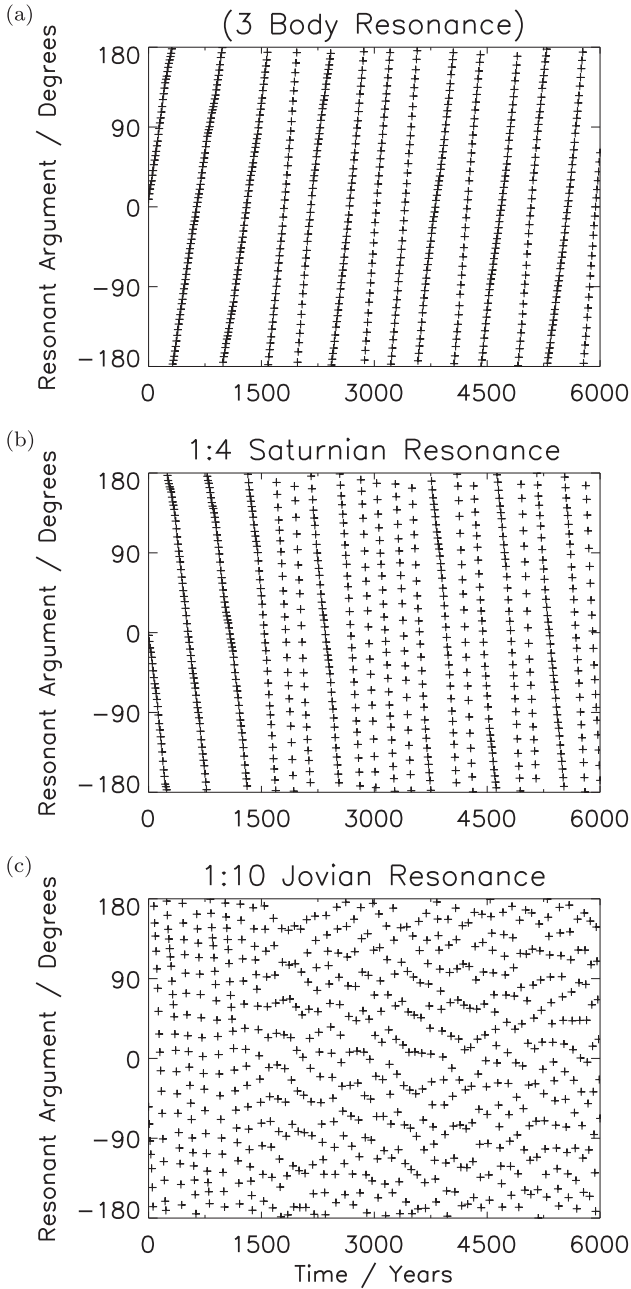 (a)
(3 Body Resonance)
Resonant Argument / Degrees
180
90
0
−90
−180
0 1500 3000 4500 6000
(b)
1:4 Saturnian Resonance
Resonant Argument / Degrees
180
90
0
−90
−180
0 1500 3000 4500 6000
(c)
1:10 Jovian Resonance
Resonant Argument / Degrees
180
90
0
−90
−180
0 1500 3000 4500 6000
Time / Years